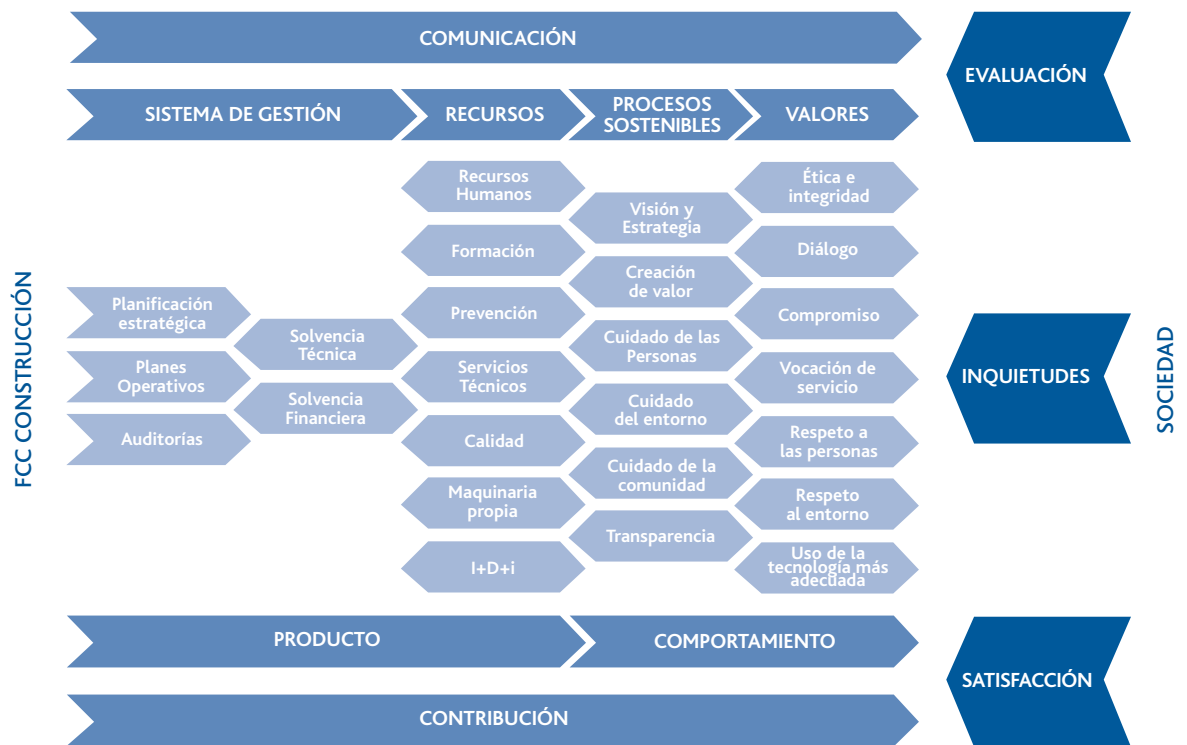 COMUNICACIÓN
EVALUACIÓN
SISTEMA DE GESTIÓN
RECURSOS
PROCESOS
SOSTENIBLES
VALORES
FCC CONSTRUCCIÓN
Planificación
estratégica
Planes
Operativos
Auditorías
Solvencia
Técnica
Solvencia
Financiera
Recursos
Humanos
Formación
Prevención
Servicios
Técnicos
Calidad
Maquinaria
propia
I+D+i
Visión y
Estrategia
Creación
de valor
Cuidado de las
Personas
Cuidado
del entorno
Cuidado de la
comunidad
Transparencia
Ética e
integridad
Diálogo
Compromiso
Vocación de
servicio
Respeto a
las personas
Respeto
al entorno
Uso de la
tecnología más
adecuada
INQUIETUDES
SOCIEDAD
PRODUCTO
COMPORTAMIENTO
SATISFACCIÓN
CONTRIBUCIÓN